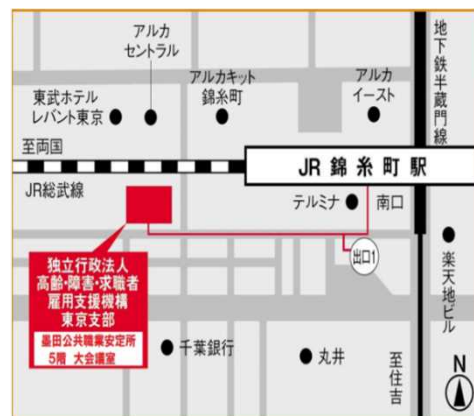 アルカ
セントラル
東武ホテル
レバント東京
アルカキット
錦糸町
アルカ
イースト
地下鉄半蔵門線
至両国
JR総武線
JR錦糸町駅
テルミナ
南口
出口1
独立行政法人
高齢・障害・求職者
雇用支援機構
東京支部
墨田公共職業安定所
5階 大会議室
千葉銀行
丸井
至住吉
楽天地ビル
N